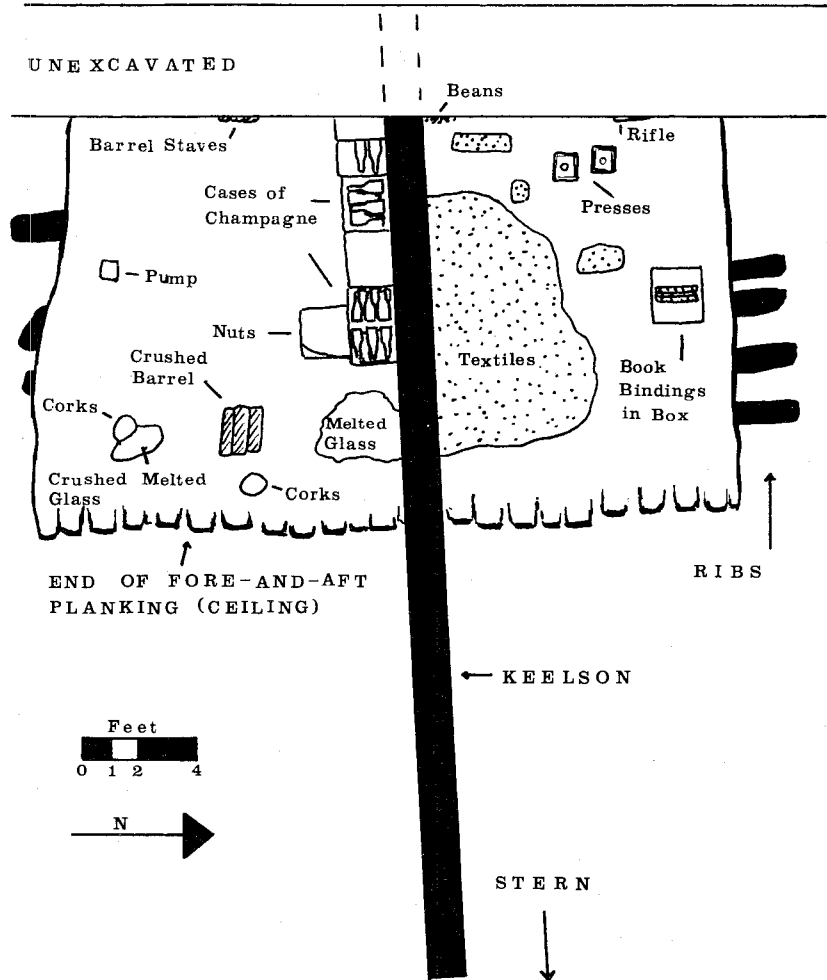 UNEXCAVATED
Beans
Barrel Staves
Rifle
Cases of
Champagne
Presses
Pump
Nuts
Crushed
Barrel
Textiles
Book
Bindings
in Box
Corks
Melted
Glass
Crushed Melted
Glass
Corks
END OF FORE-AND-AFT
PLANKING (CEILING)
RIBS
KEELSON
Feet
0 1 2 4
N
STERN